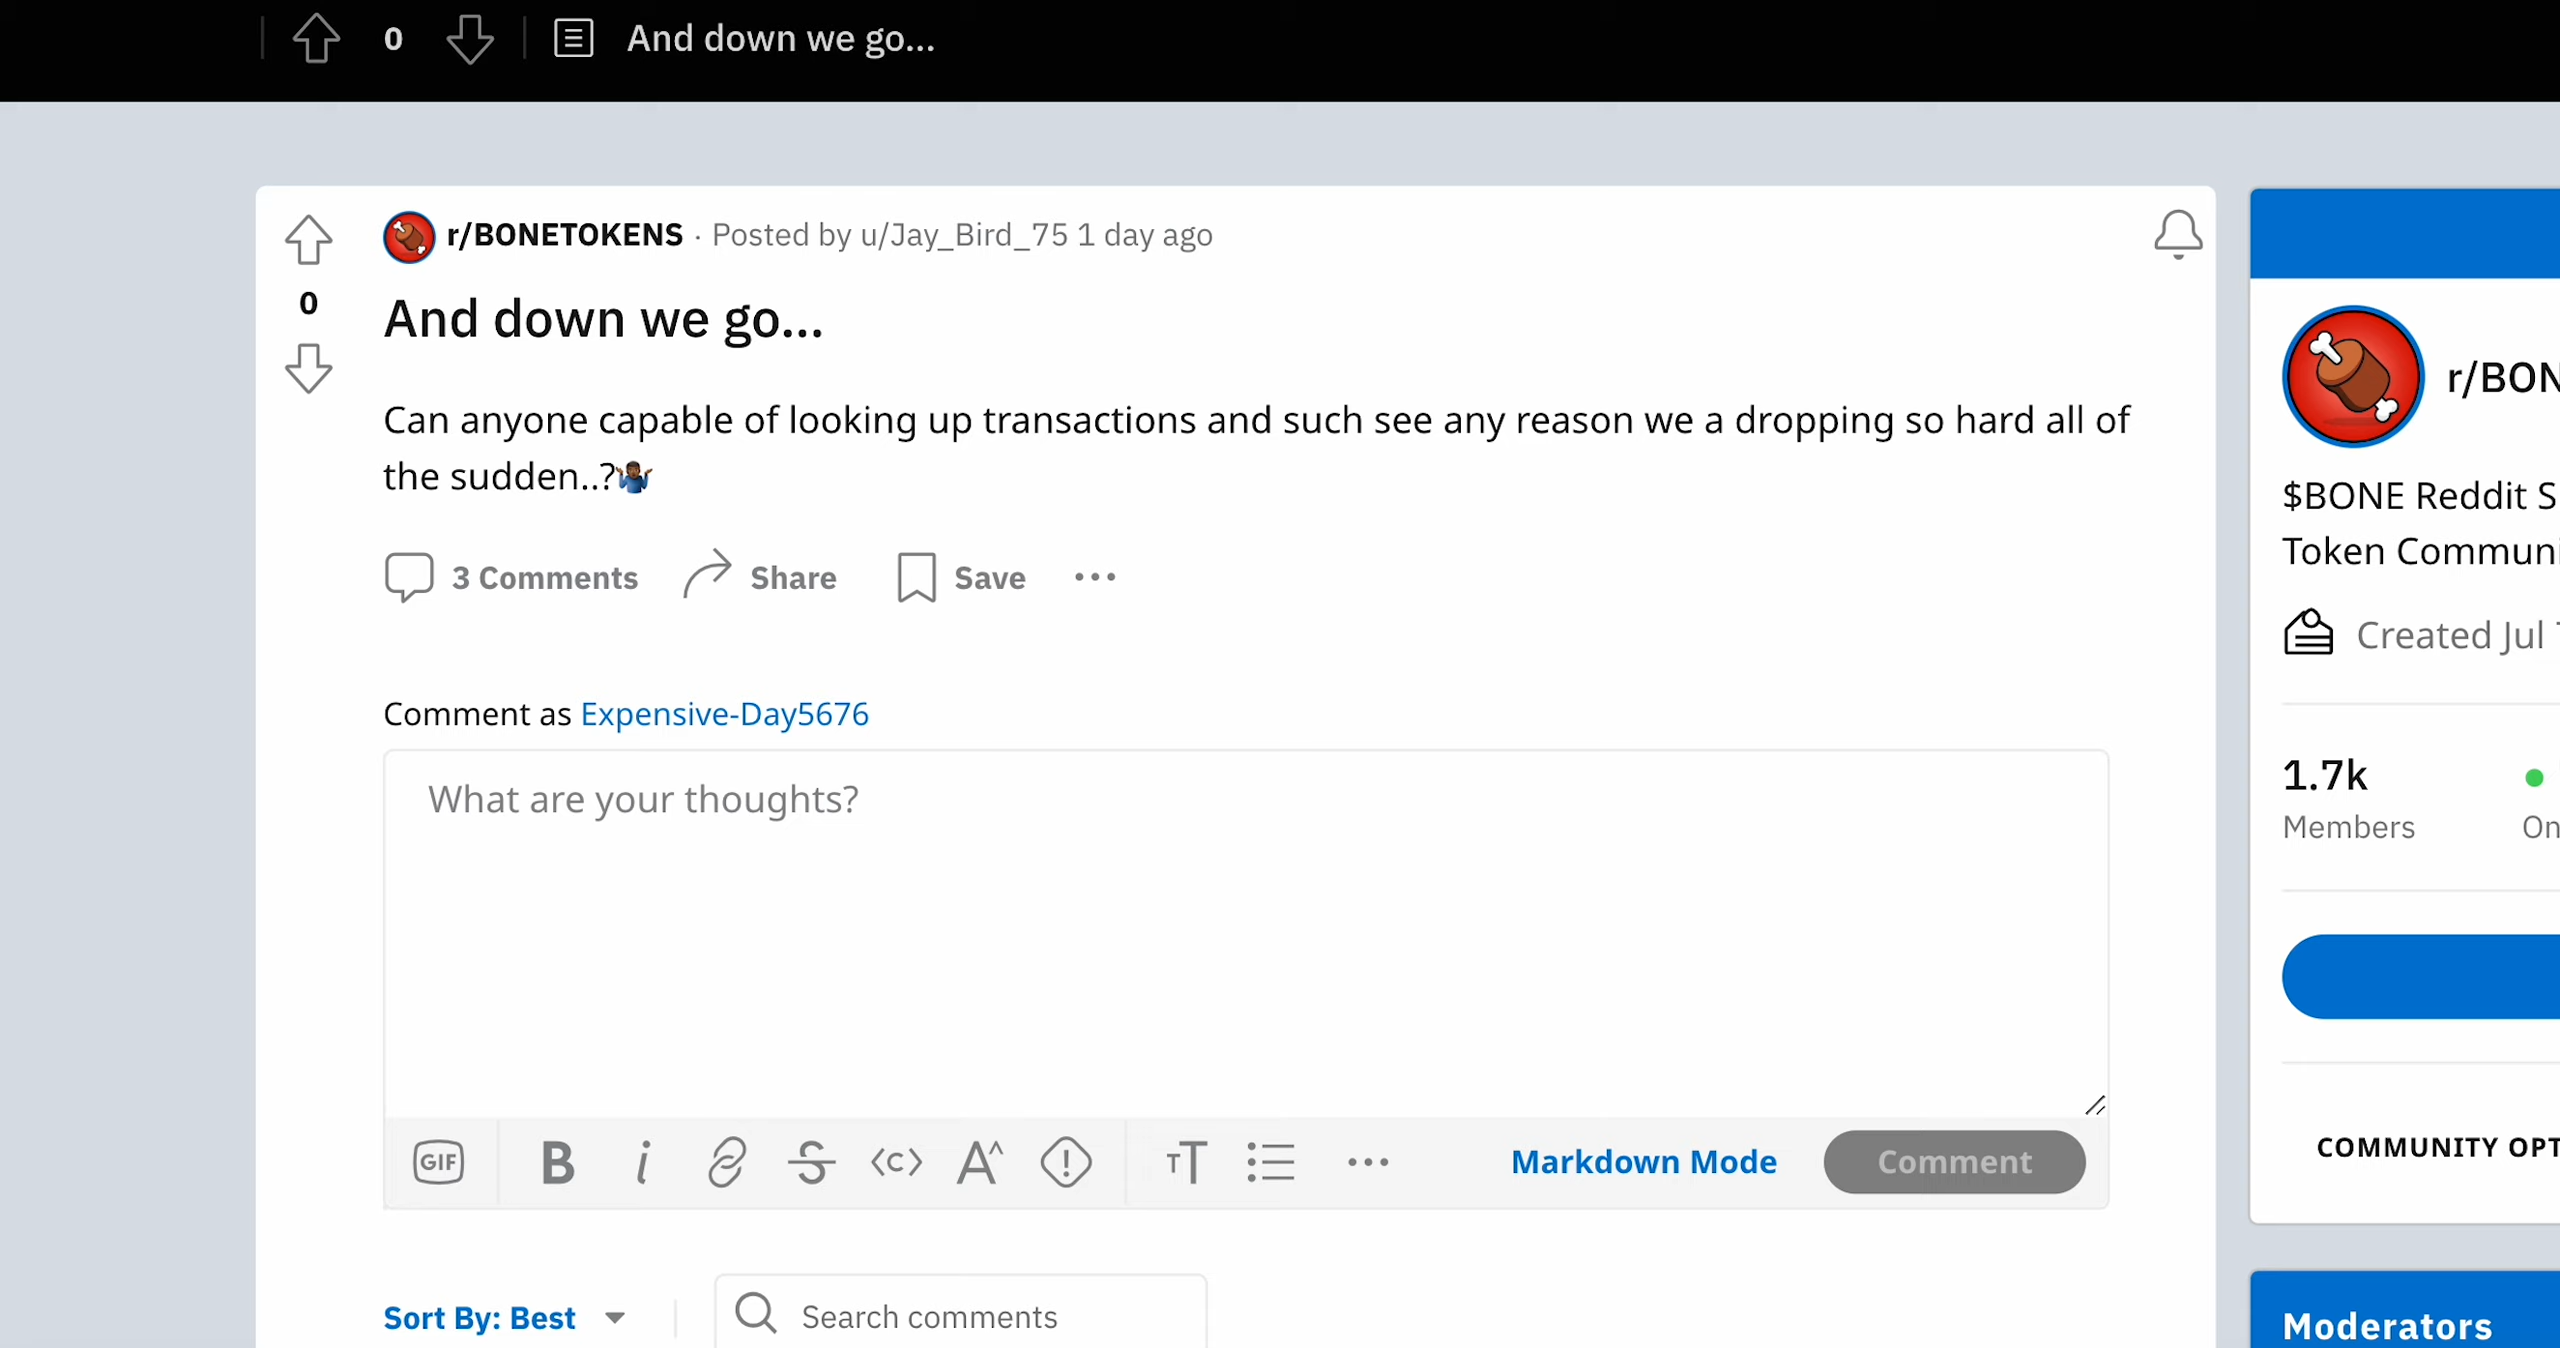 0 And down we go...
r/BONETOKENS · Posted by u/Jay_Bird_75 1 day ago
0
And down we go...
Can anyone capable of looking up transactions and such see any reason we a dropping so hard all of
the sudden..?🤷🏾‍♂️
3 Comments Share Save ...
Comment as Expensive-Day5676
What are your thoughts?
GIF B i S <c> A^ ! TT ... Markdown Mode Comment
Sort By: Best Search comments
r/BON
$BONE Reddit S
Token Communi
Created Jul
1.7k
Members On
COMMUNITY OPT
Moderators